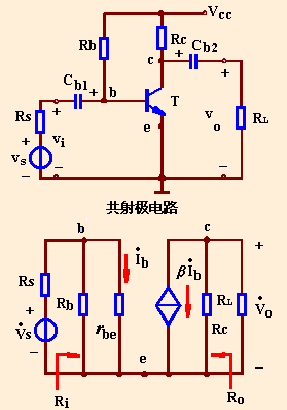 Vcc
Rb
Rc
c
+
Cb2
+
Cb1
+
b
T
Rs
+
+
vi
e
vo
RL
+
vs
−
−
−
共射极电路
b
c
+
İb
Rs
Rb
rbe
βİb
RL
V̇o
+
V̇s
Rc
−
e
−
Ri
Ro